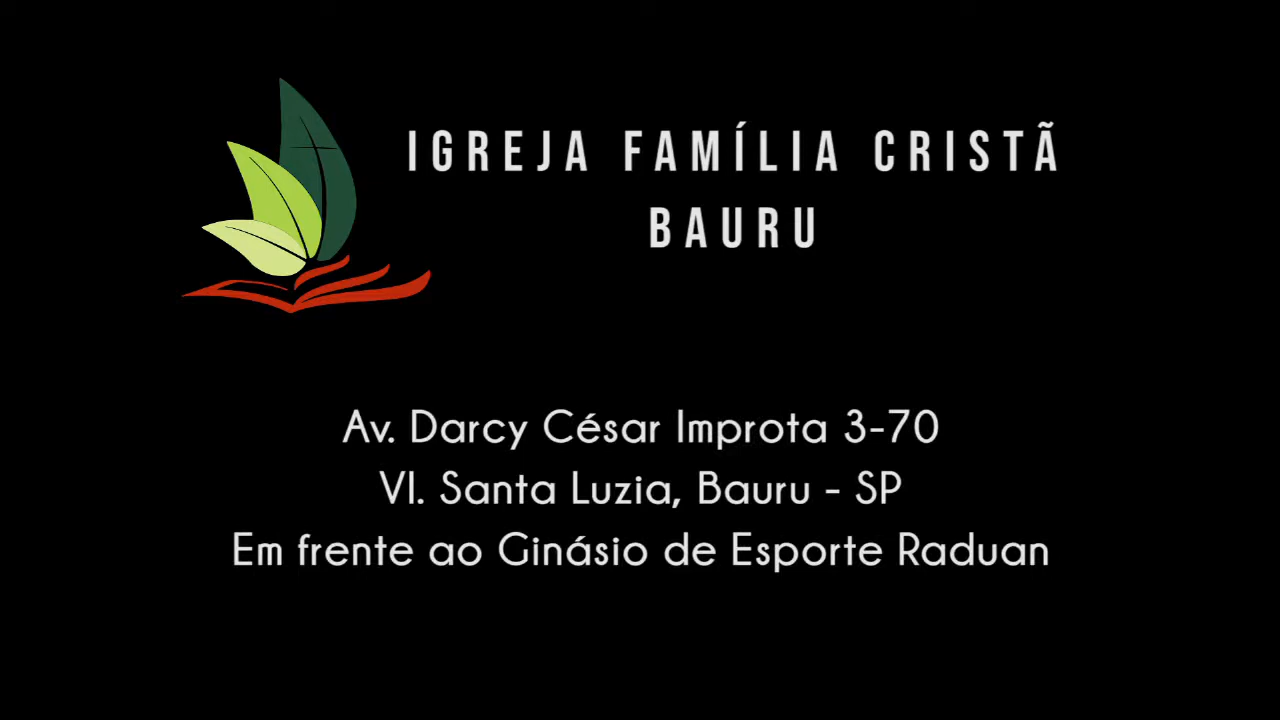 IGREJA FAMÍLIA CRISTÃ
BAURU
Av. Darcy César Improta 3-70
Vl. Santa Luzia, Bauru - SP
Em frente ao Ginásio de Esporte Raduan